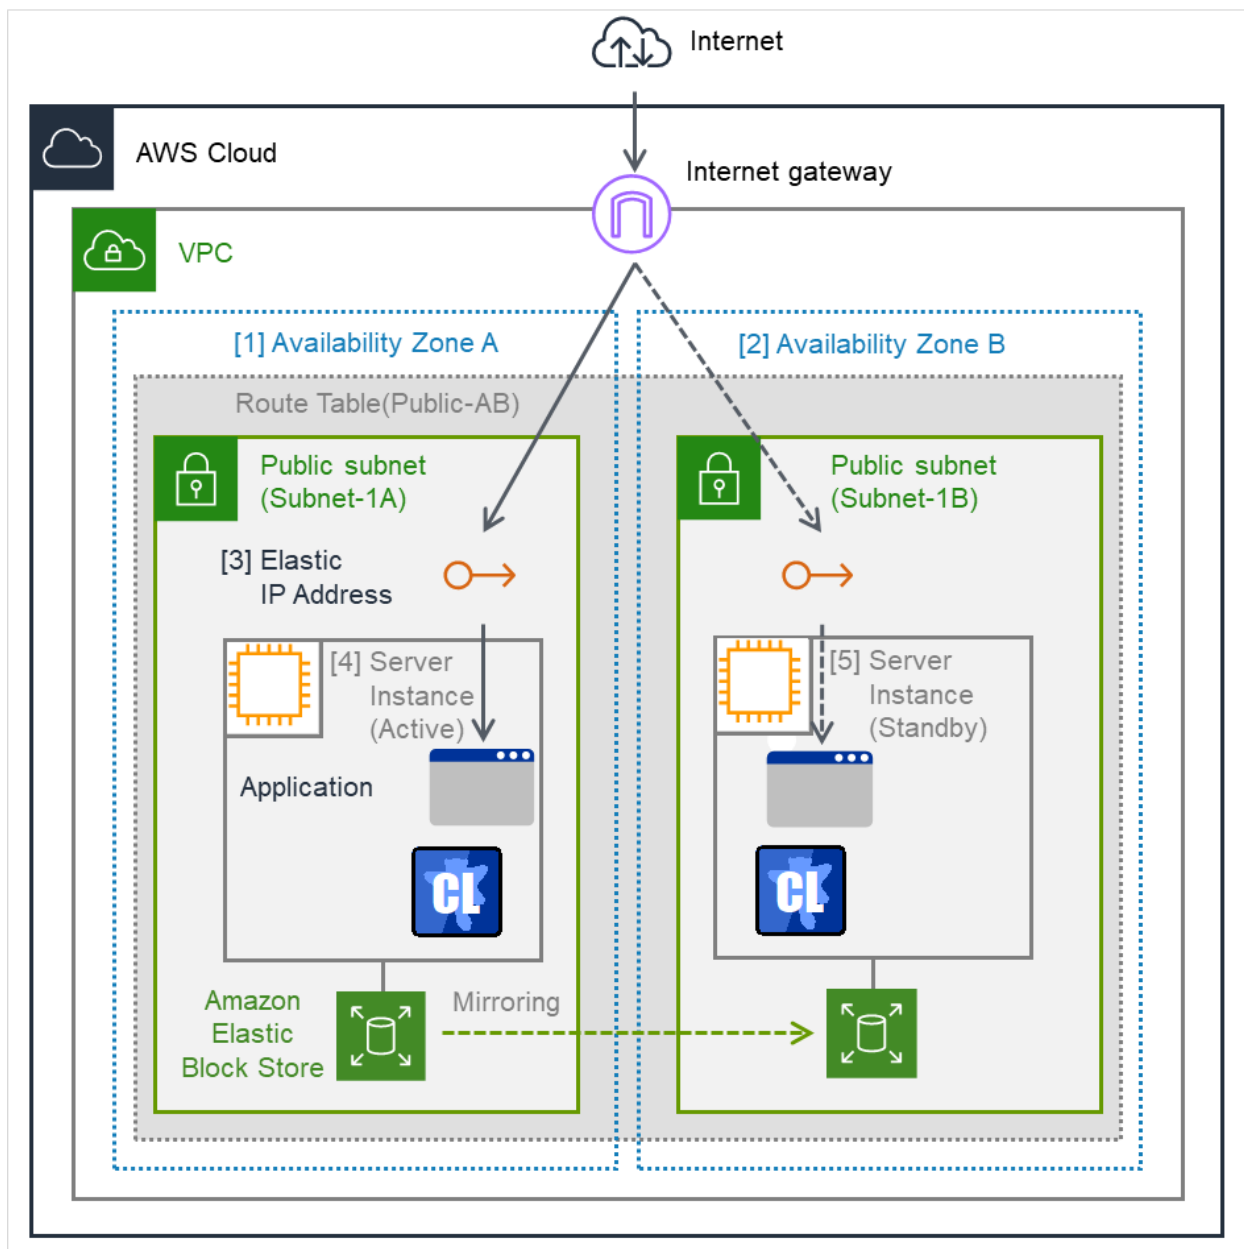 Internet
AWS Cloud
Internet gateway
VPC
[1] Availability Zone A
[2] Availability Zone B
Route Table(Public-AB)
Public subnet
(Subnet-1A)
Public subnet
(Subnet-1B)
[3] Elastic
IP Address
[4] Server
Instance
(Active)
[5] Server
Instance
(Standby)
Application
CL
CL
Amazon
Elastic
Block Store
Mirroring